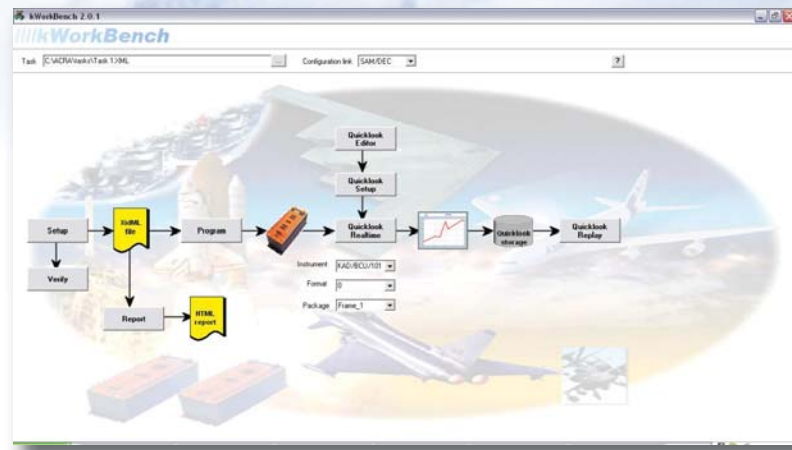 kWorkBench 2.0.1
kWorkBench
Task C:\ACRA\tasks\Task 1.XML ... Configuration link SAM/DEC ?
Quicklook
Editor
Quicklook
Setup
Setup
XidML
file
Program
Quicklook
Realtime
Quicklook
storage
Quicklook
Replay
Verify
Instrument KAD/BCU/101
Format 0
Package Frame_1
Report
HTML
report